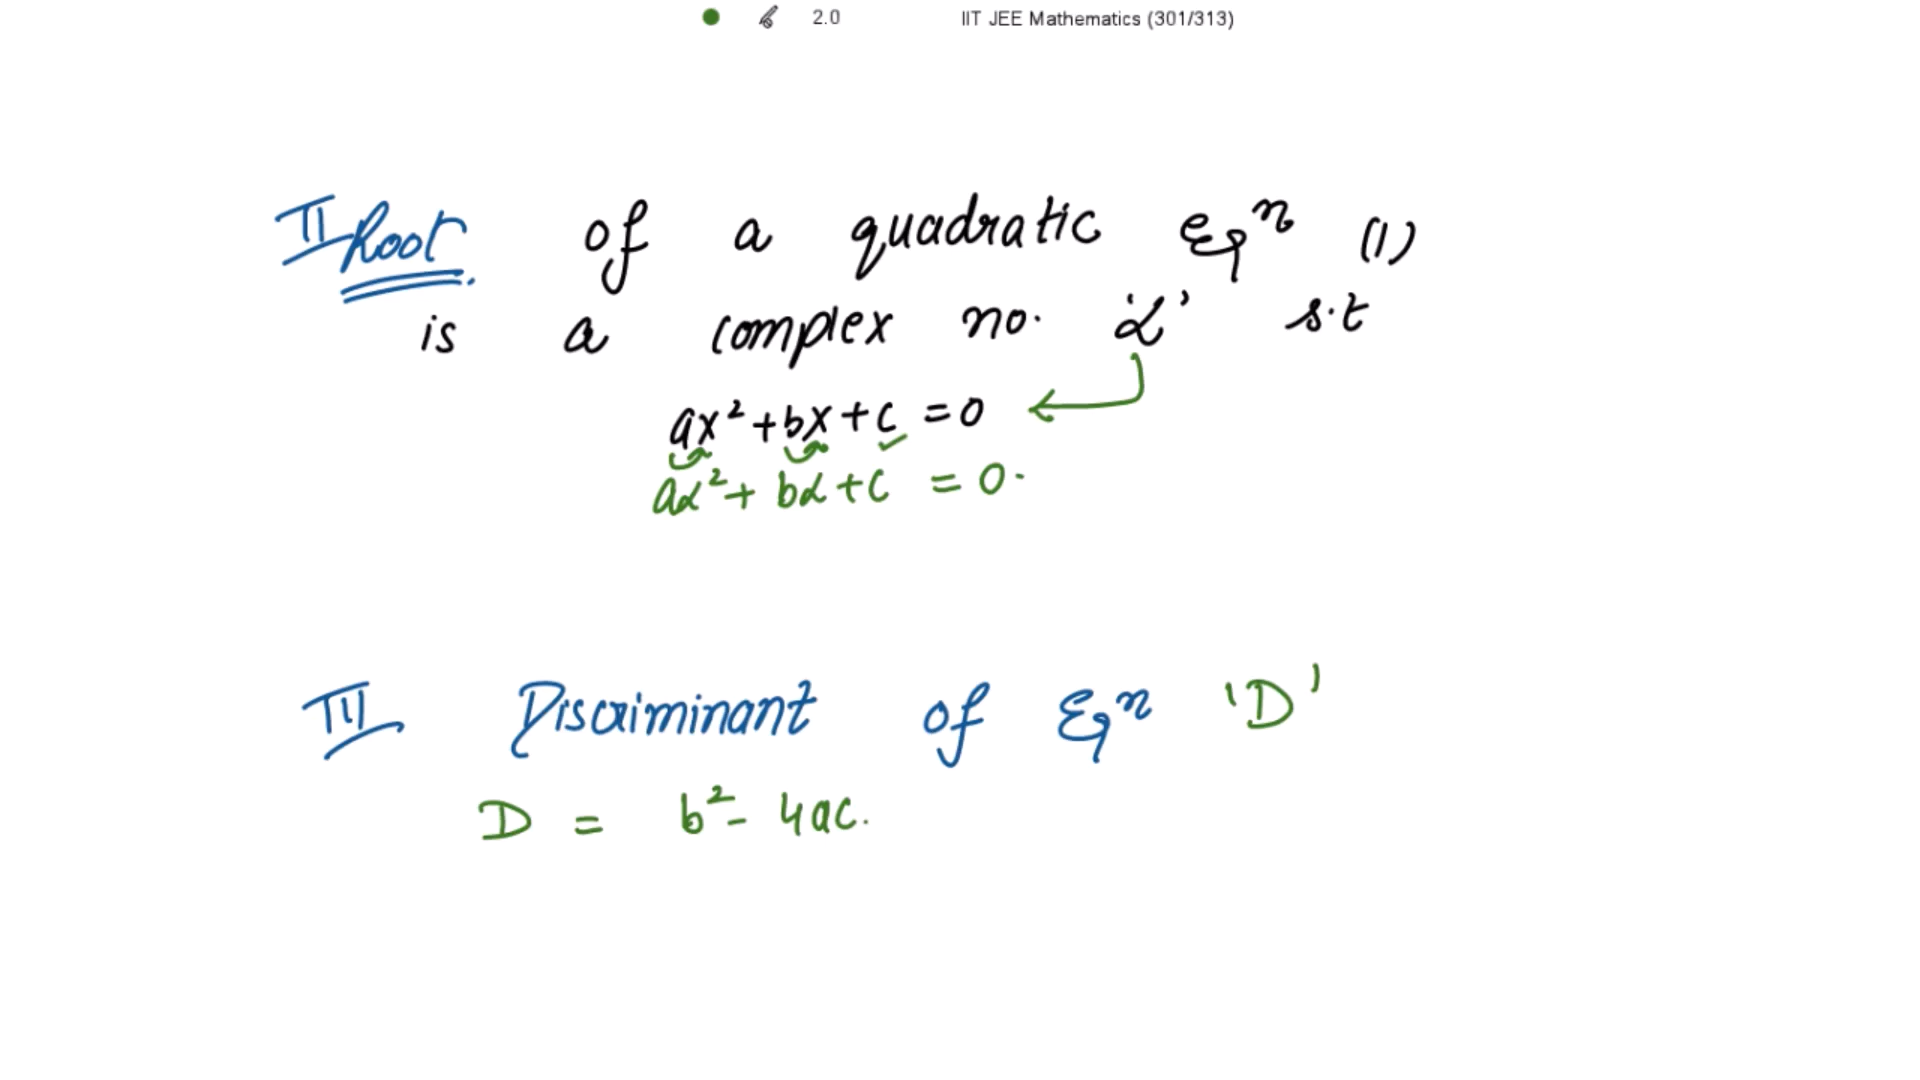 2.0 IIT JEE Mathematics (301/313)
II Root of a quadratic Eqⁿ (1)
is a complex no. 'α' s.t
ax² + bx + c = 0
aα² + bα + c = 0.
III Discriminant of Eqⁿ 'D'
D = b² - 4ac.